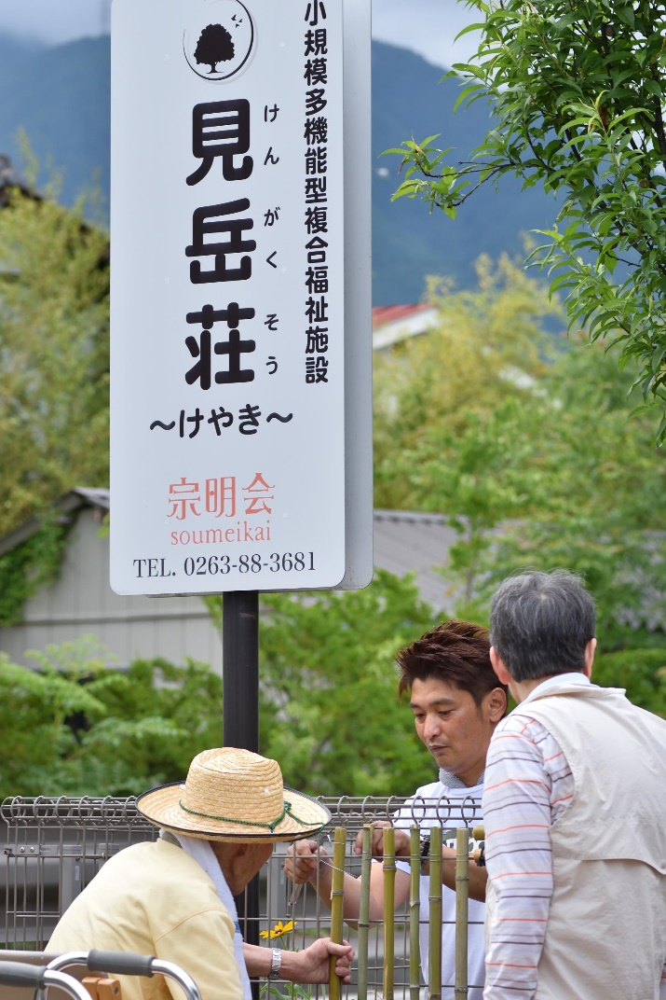 小規模多機能型複合福祉施設
見岳荘
けんがくそう
～けやき～
宗明会
soumeikai
TEL. 0263-88-3681